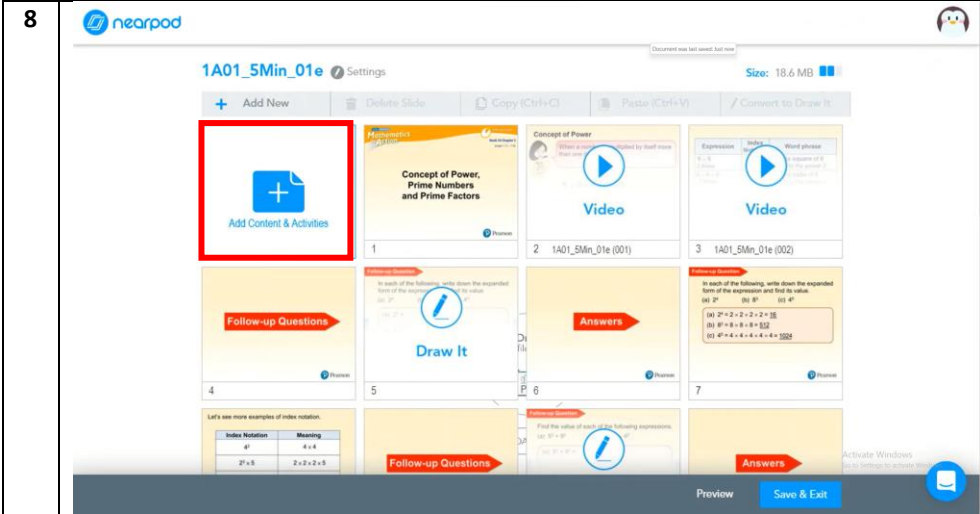 8
nearpod
Document was last saved: Just now
1A01_5Min_01e Settings
Size: 18.6 MB
+ Add New
Delete Slide
Copy (Ctrl+C)
Paste (Ctrl+V)
Convert to Draw It
Add Content & Activities
Mathematics
Concept of Power,
Prime Numbers
and Prime Factors
Pearson
1
Concept of Power
Video
2 1A01_5Min_01e (001)
Expression
Index
Word phrase
Video
3 1A01_5Min_01e (002)
Follow-up Questions
Pearson
4
Follow-up Question
In each of the following, write down the expanded
form of the expression and find its value.
Draw It
5
Answers
Pearson
6
Follow-up Question
In each of the following, write down the expanded
form of the expression and find its value.
(a) 2⁴ (b) 8³ (c) 4⁵
(a) 2⁴ = 2 × 2 × 2 × 2 = 16
(b) 8³ = 8 × 8 × 8 = 512
(c) 4⁵ = 4 × 4 × 4 × 4 × 4 = 1024
Pearson
7
Let's see more examples of index notation.
Index Notation Meaning
4² 4 × 4
2³ × 5 2 × 2 × 2 × 5
Follow-up Questions
Follow-up Question
Find the value of each of the following expressions.
Answers
Activate Windows
Go to Settings to activate
Preview
Save & Exit